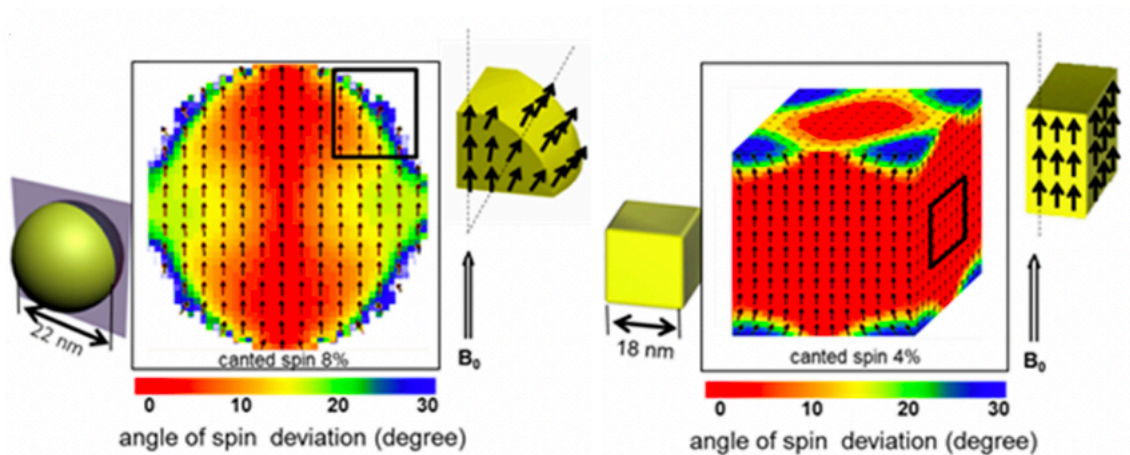 22 nm
canted spin 8%
B₀
0 10 20 30
angle of spin deviation (degree)
18 nm
canted spin 4%
B₀
0 10 20 30
angle of spin deviation (degree)